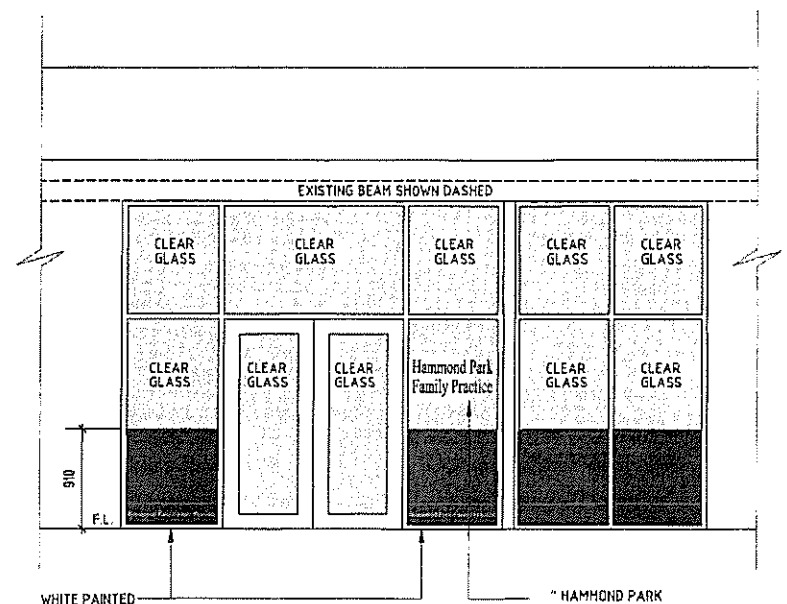 EXISTING BEAM SHOWN DASHED
CLEAR
GLASS
CLEAR
GLASS
CLEAR
GLASS
CLEAR
GLASS
CLEAR
GLASS
CLEAR
GLASS
CLEAR
GLASS
CLEAR
GLASS
Hammond Park
Family Practice
CLEAR
GLASS
CLEAR
GLASS
910
F.L.
WHITE PAINTED
" HAMMOND PARK